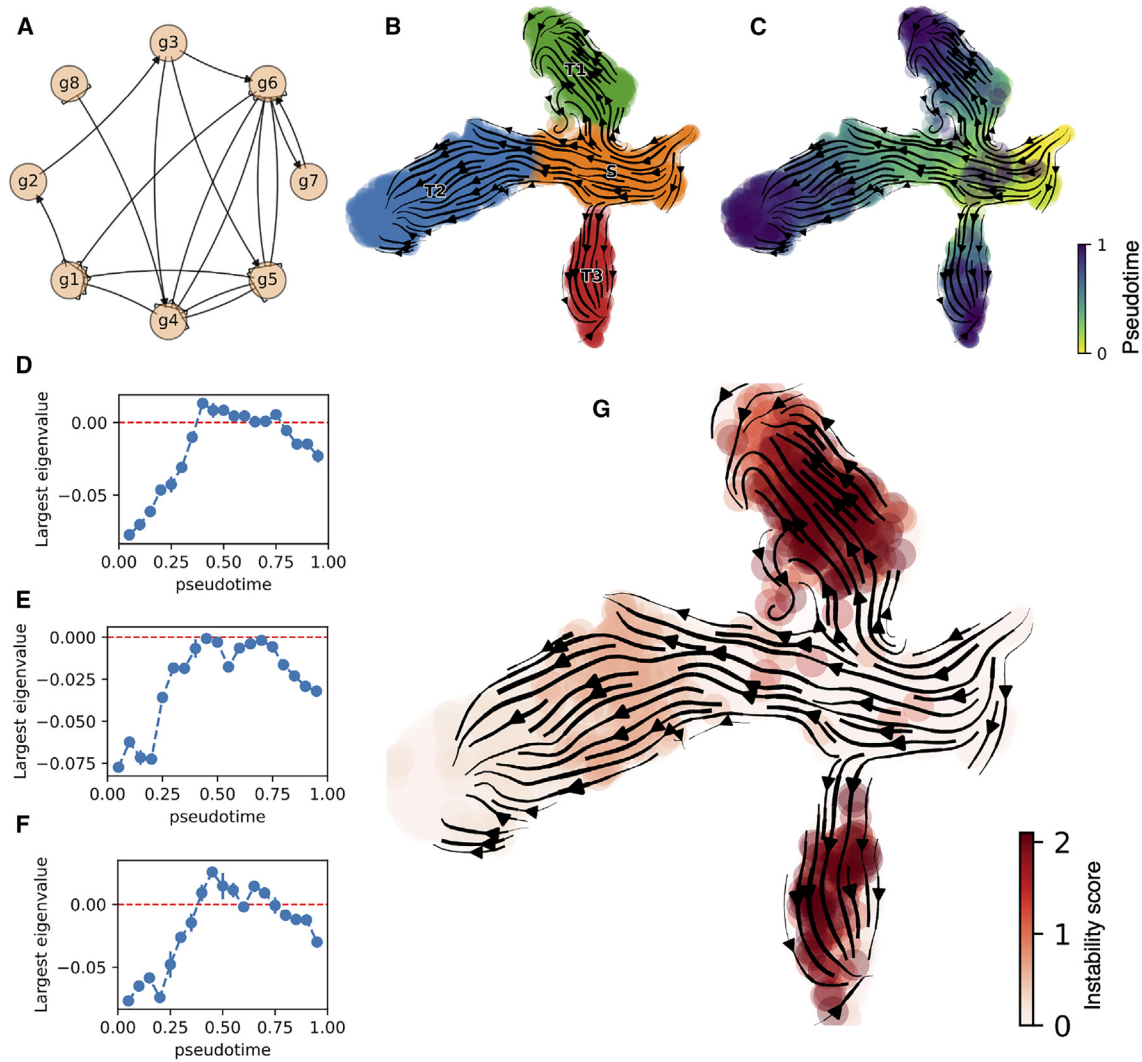 A
g3
g8
g6
g2
g7
g1
g5
g4
B
T1
S
T2
T3
C
1
0
Pseudotime
D
Largest eigenvalue
0.00
−0.05
0.00 0.25 0.50 0.75 1.00
pseudotime
E
Largest eigenvalue
0.000
−0.025
−0.050
−0.075
0.00 0.25 0.50 0.75 1.00
pseudotime
F
Largest eigenvalue
0.00
−0.05
0.00 0.25 0.50 0.75 1.00
pseudotime
G
2
1
0
Instability score